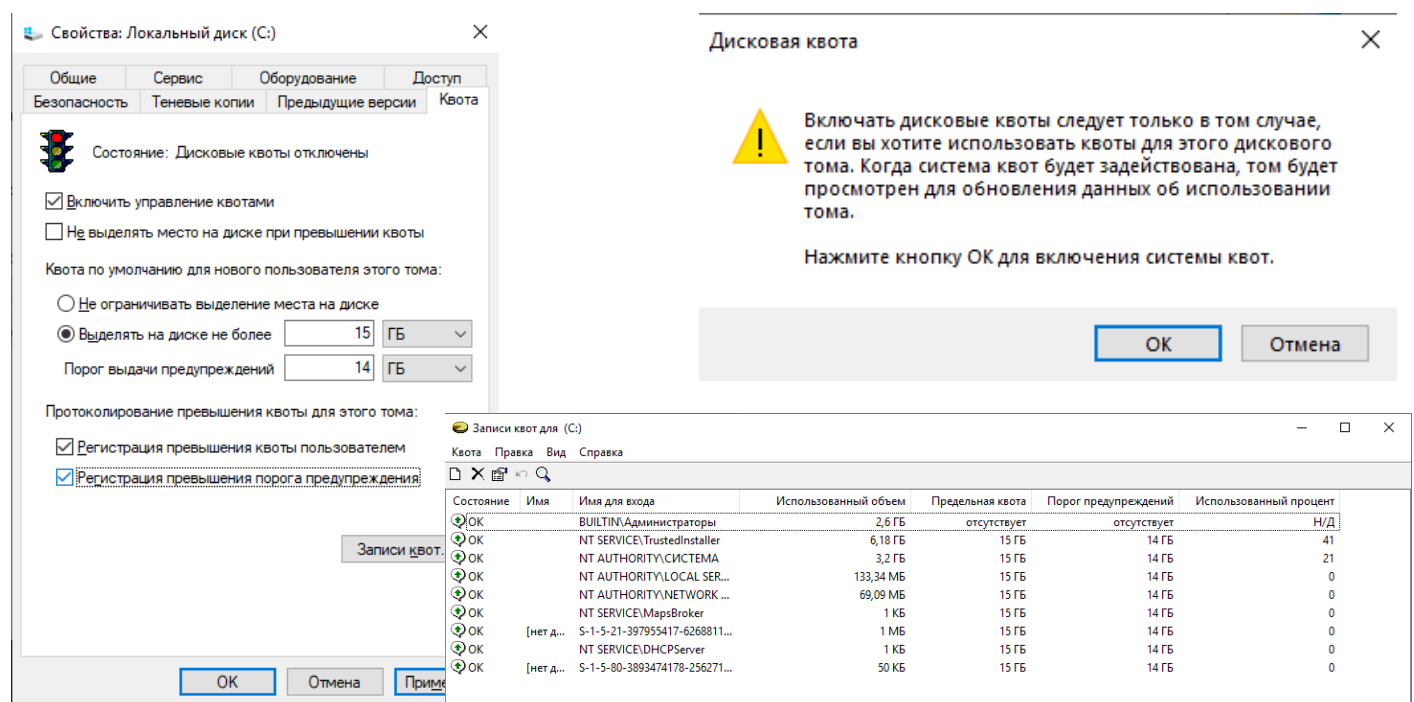 Свойства: Локальный диск (C:)
Общие Сервис Оборудование Доступ
Безопасность Теневые копии Предыдущие версии Квота
Состояние: Дисковые квоты отключены
Включить управление квотами
Не выделять место на диске при превышении квоты
Квота по умолчанию для нового пользователя этого тома:
Не ограничивать выделение места на диске
Выделять на диске не более 15 ГБ
Порог выдачи предупреждений 14 ГБ
Протоколирование превышения квоты для этого тома:
Регистрация превышения квоты пользователем
Регистрация превышения порога предупреждения
Записи квот.
OK Отмена Приме
Дисковая квота
Включать дисковые квоты следует только в том случае,
если вы хотите использовать квоты для этого дискового
тома. Когда система квот будет задействована, том будет
просмотрен для обновления данных об использовании
тома.
Нажмите кнопку ОК для включения системы квот.
ОК Отмена
Записи квот для (C:)
Квота Правка Вид Справка
Состояние Имя Имя для входа Использованный объем Предельная квота Порог предупреждений Использованный процент
OK BUILTIN\Администраторы 2,6 ГБ отсутствует отсутствует Н/Д
OK NT SERVICE\TrustedInstaller 6,18 ГБ 15 ГБ 14 ГБ 41
OK NT AUTHORITY\СИСТЕМА 3,2 ГБ 15 ГБ 14 ГБ 21
OK NT AUTHORITY\LOCAL SER... 133,34 МБ 15 ГБ 14 ГБ 0
OK NT AUTHORITY\NETWORK ... 69,09 МБ 15 ГБ 14 ГБ 0
OK NT SERVICE\MapsBroker 1 КБ 15 ГБ 14 ГБ 0
OK [нет д... S-1-5-21-397955417-6268811... 1 МБ 15 ГБ 14 ГБ 0
OK NT SERVICE\DHCPServer 1 КБ 15 ГБ 14 ГБ 0
OK [нет д... S-1-5-80-3893474178-256271... 50 КБ 15 ГБ 14 ГБ 0